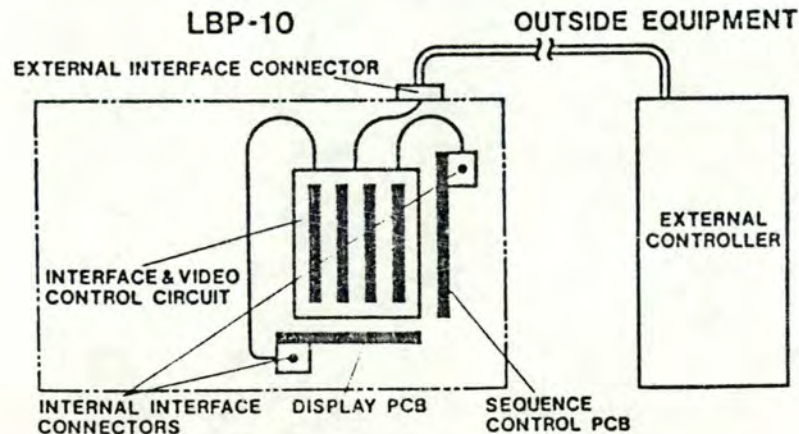 LBP-10
OUTSIDE EQUIPMENT
EXTERNAL INTERFACE CONNECTOR
EXTERNAL
CONTROLLER
INTERFACE & VIDEO
CONTROL CIRCUIT
INTERNAL INTERFACE
CONNECTORS
DISPLAY PCB
SEQUENCE
CONTROL PCB